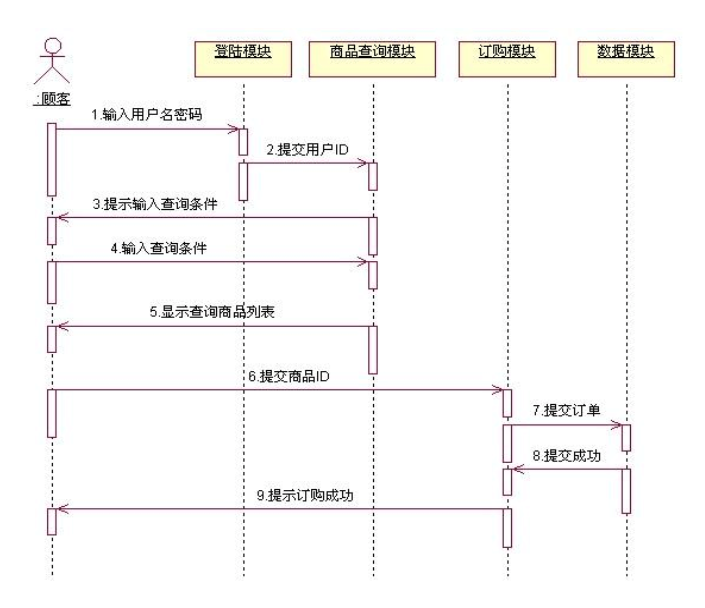 登陆模块
商品查询模块
订购模块
数据模块
:顾客
1.输入用户名密码
2.提交用户ID
3.提示输入查询条件
4.输入查询条件
5.显示查询商品列表
6.提交商品ID
7.提交订单
8.提交成功
9.提示订购成功